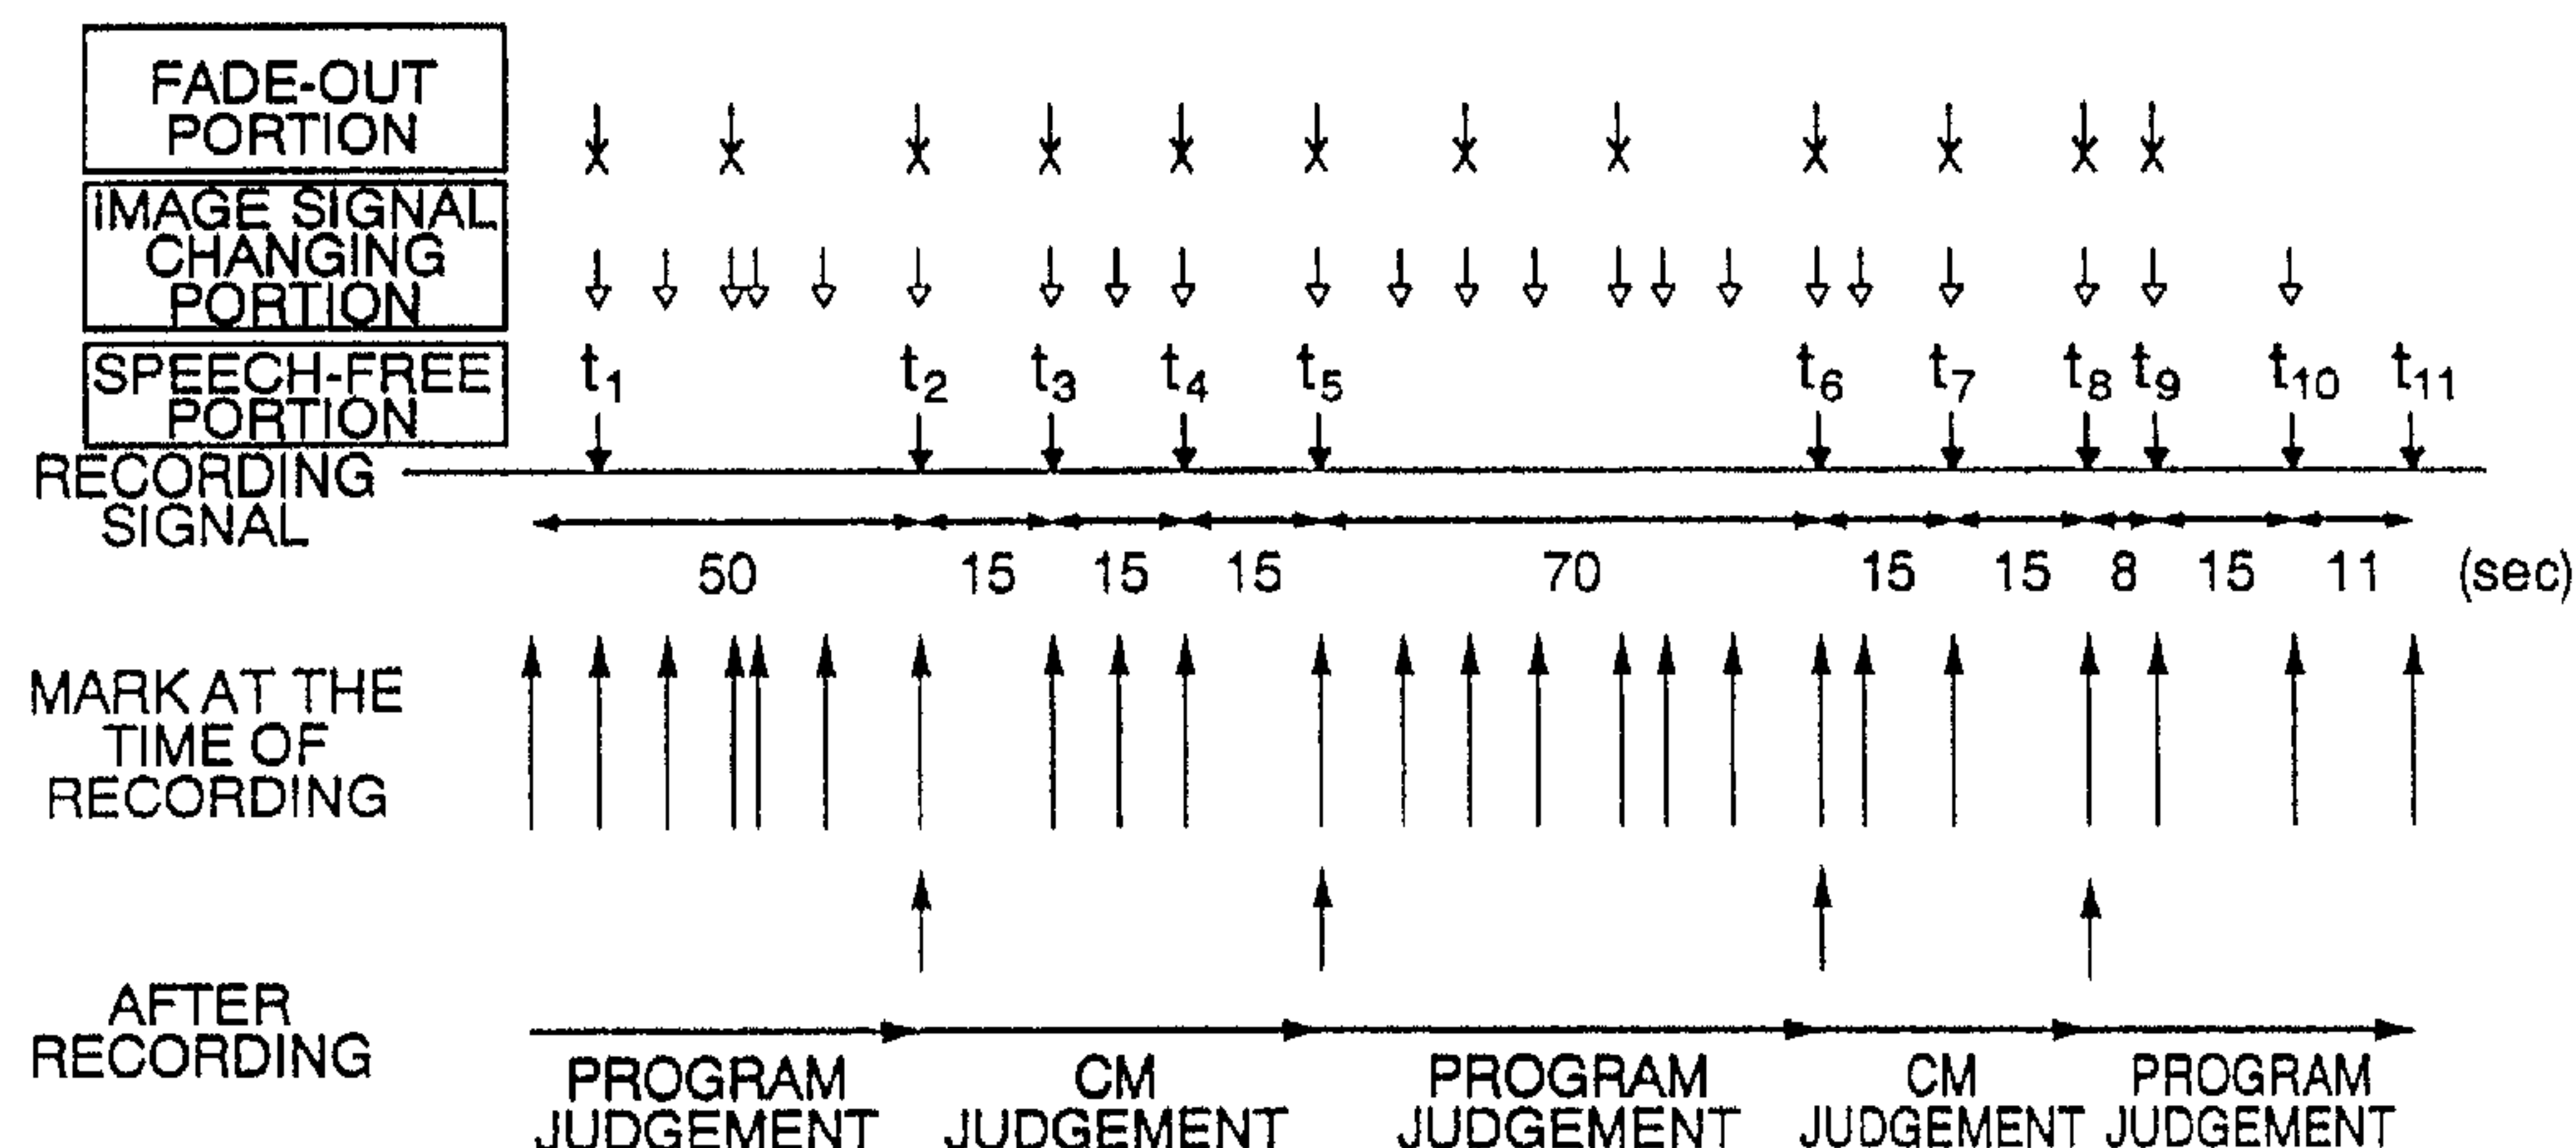 FADE-OUT
PORTION
IMAGE SIGNAL
CHANGING
PORTION
SPEECH-FREE
PORTION
t1 t2 t3 t4 t5 t6 t7 t8 t9 t10 t11
RECORDING
SIGNAL
50 15 15 15 70 15 15 8 15 11 (sec)
MARK AT THE
TIME OF
RECORDING
AFTER
RECORDING
PROGRAM
JUDGEMENT
CM
JUDGEMENT
PROGRAM
JUDGEMENT
CM
JUDGEMENT
PROGRAM
JUDGEMENT